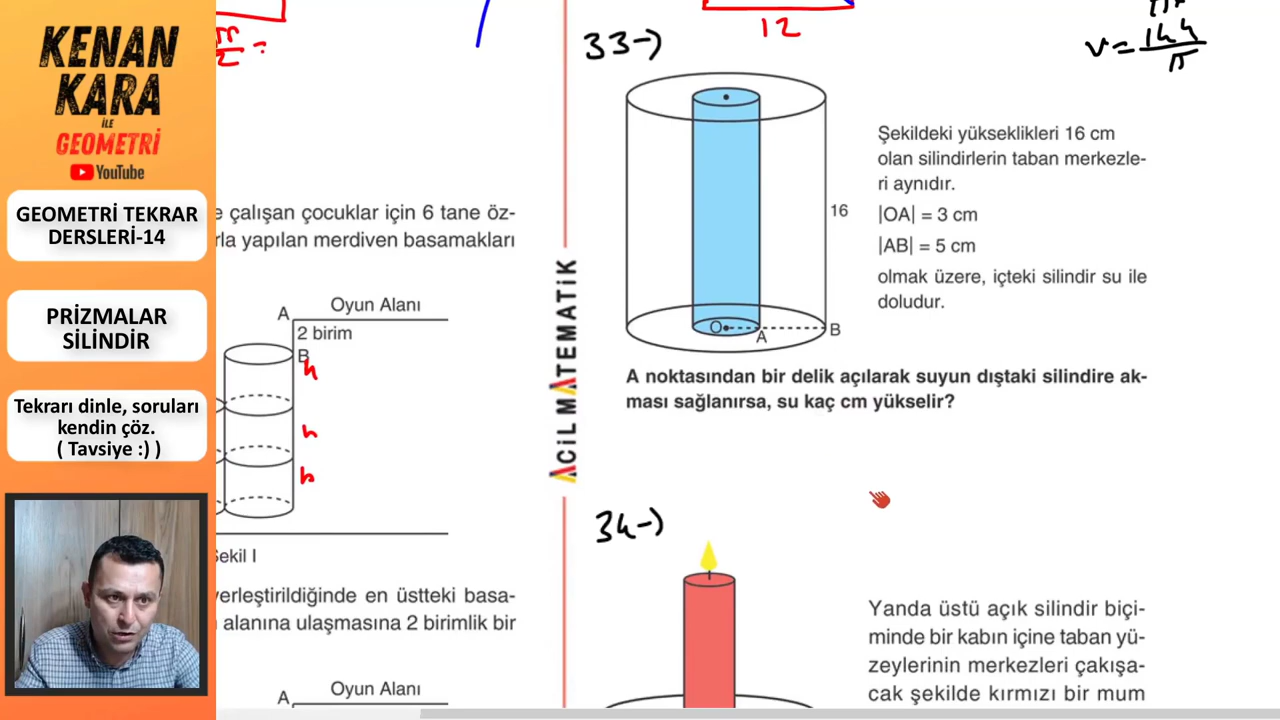 KENAN
KARA
İLE
GEOMETRİ
YouTube
GEOMETRİ TEKRAR
DERSLERİ-14
PRİZMALAR
SİLİNDİR
Tekrarı dinle, soruları
kendin çöz.
( Tavsiye :) )
e çalışan çocuklar için 6 tane öz-
rla yapılan merdiven basamakları
A
Oyun Alanı
2 birim
B
h
h
h
Şekil I
yerleştirildiğinde en üstteki basa-
alanına ulaşmasına 2 birimlik bir
A
Oyun Alanı
ACİL MATEMATİK
12
V = 144
π
33-)
16
O
A
B
Şekildeki yükseklikleri 16 cm
olan silindirlerin taban merkezle-
ri aynıdır.
|OA| = 3 cm
|AB| = 5 cm
olmak üzere, içteki silindir su ile
doludur.
A noktasından bir delik açılarak suyun dıştaki silindire ak-
ması sağlanırsa, su kaç cm yükselir?
34-)
Yanda üstü açık silindir biçi-
minde bir kabın içine taban yü-
zeylerinin merkezleri çakışa-
cak şekilde kırmızı bir mum